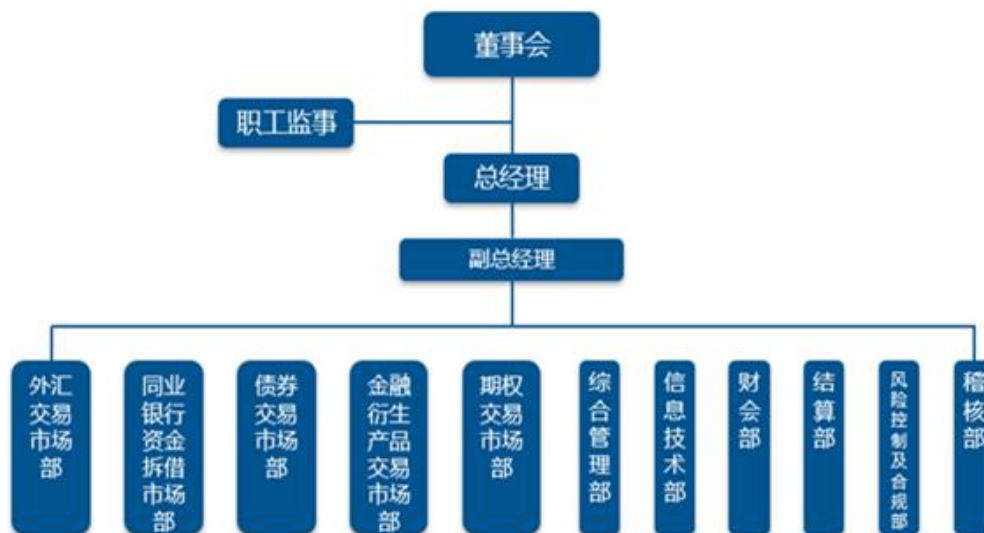 董事会
职工监事
总经理
副总经理
外汇
交易
市场
部
同业
银行
资金
拆借
市场
部
债券
交易
市场
部
金融
衍生
产品
交易
市场
部
期权
交易
市场
部
综合管理部
信息技术部
财会部
结算部
风险控制及合规部
稽核部